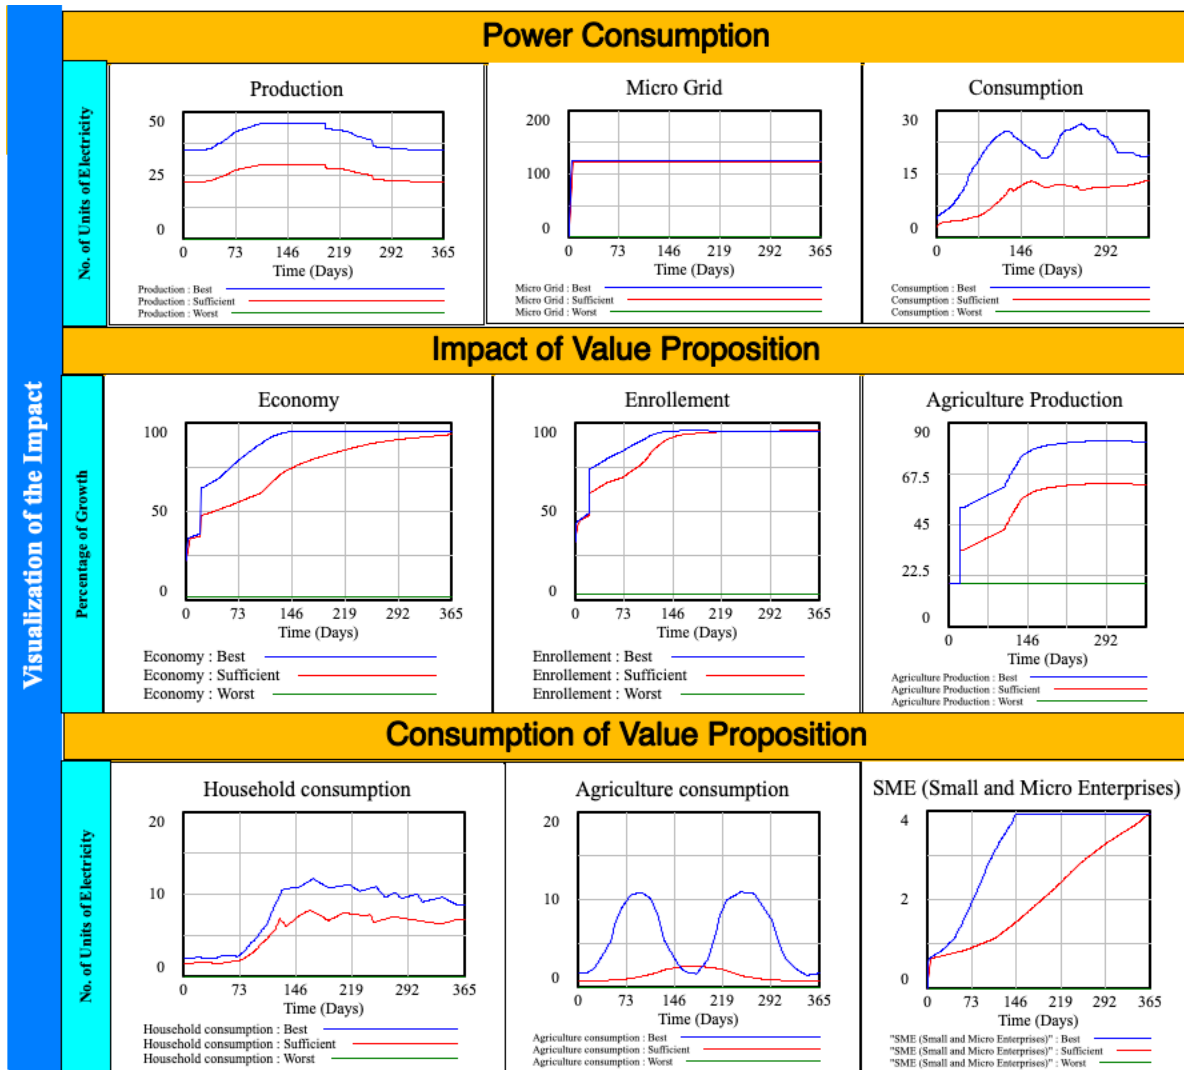 Visualization of the Impact
Power Consumption
No. of Units of Electricity
Production
50
25
0
0 73 146 219 292 365
Time (Days)
Production : Best
Production : Sufficient
Production : Worst
Micro Grid
200
100
0
0 73 146 219 292 365
Time (Days)
Micro Grid : Best
Micro Grid : Sufficient
Micro Grid : Worst
Consumption
30
15
0
0 146 292
Time (Days)
Consumption : Best
Consumption : Sufficient
Consumption : Worst
Impact of Value Proposition
Percentage of Growth
Economy
100
50
0
0 73 146 219 292 365
Time (Days)
Economy : Best
Economy : Sufficient
Economy : Worst
Enrollement
100
50
0
0 73 146 219 292 365
Time (Days)
Enrollement : Best
Enrollement : Sufficient
Enrollement : Worst
Agriculture Production
90
67.5
45
22.5
0
0 146 292
Time (Days)
Agriculture Production : Best
Agriculture Production : Sufficient
Agriculture Production : Worst
Consumption of Value Proposition
No. of Units of Electricity
Household consumption
20
10
0
0 73 146 219 292 365
Time (Days)
Household consumption : Best
Household consumption : Sufficient
Household consumption : Worst
Agriculture consumption
20
10
0
0 73 146 219 292 365
Time (Days)
Agriculture consumption : Best
Agriculture consumption : Sufficient
Agriculture consumption : Worst
SME (Small and Micro Enterprises)
4
2
0
0 73 146 219 292 365
Time (Days)
"SME (Small and Micro Enterprises)" : Best
"SME (Small and Micro Enterprises)" : Sufficient
"SME (Small and Micro Enterprises)" : Worst